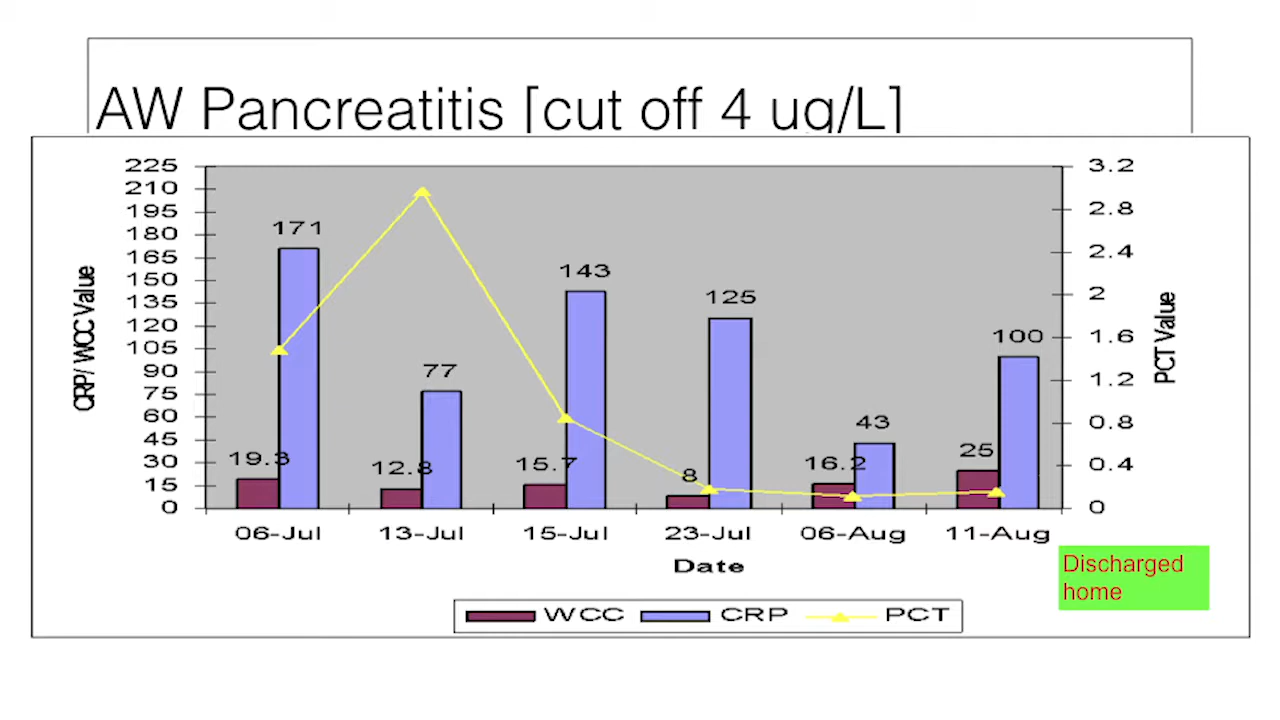 AW Pancreatitis [cut off 4 ug/L]
225
210
195
180
165
150
135
120
105
90
75
60
45
30
15
0
CRP/ WCC Value
3.2
2.8
2.4
2
1.6
1.2
0.8
0.4
0
PCT Value
19.3
171
12.8
77
15.7
143
8
125
16.2
43
25
100
06-Jul
13-Jul
15-Jul
23-Jul
06-Aug
11-Aug
Date
Discharged
home
WCC
CRP
PCT